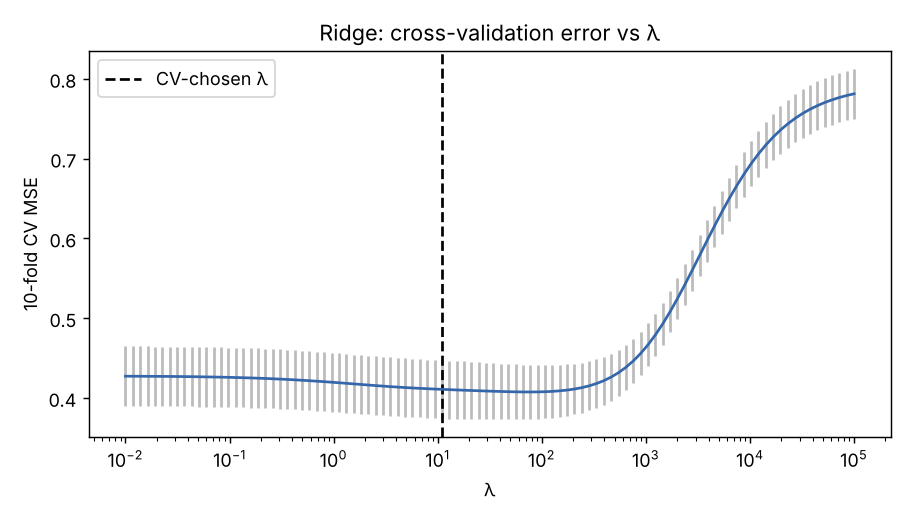 Ridge: cross-validation error vs λ
CV-chosen λ
10-fold CV MSE
0.8
0.7
0.6
0.5
0.4
10⁻² 10⁻¹ 10⁰ 10¹ 10² 10³ 10⁴ 10⁵
λ